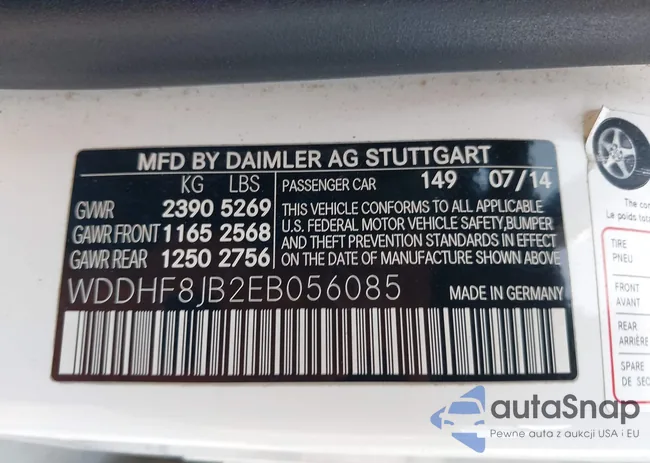 MFD BY DAIMLER AG STUTTGART
KG LBS
GVWR 2390 5269
GAWR FRONT 1165 2568
GAWR REAR 1250 2756
PASSENGER CAR 149 07/14
THIS VEHICLE CONFORMS TO ALL APPLICABLE
U.S. FEDERAL MOTOR VEHICLE SAFETY,BUMPER
AND THEFT PREVENTION STANDARDS IN EFFECT
ON DATE OF MANUFACTURE SHOWN ABOVE
WDDHF8JB2EB056085
MADE IN GERMANY
The
Le poids
TIRE
PNEU
FRONT
AVANT
REAR
ARRIÈRE
SPARE
DE
autaSnap
Pewne auta z aukcji USA i EU